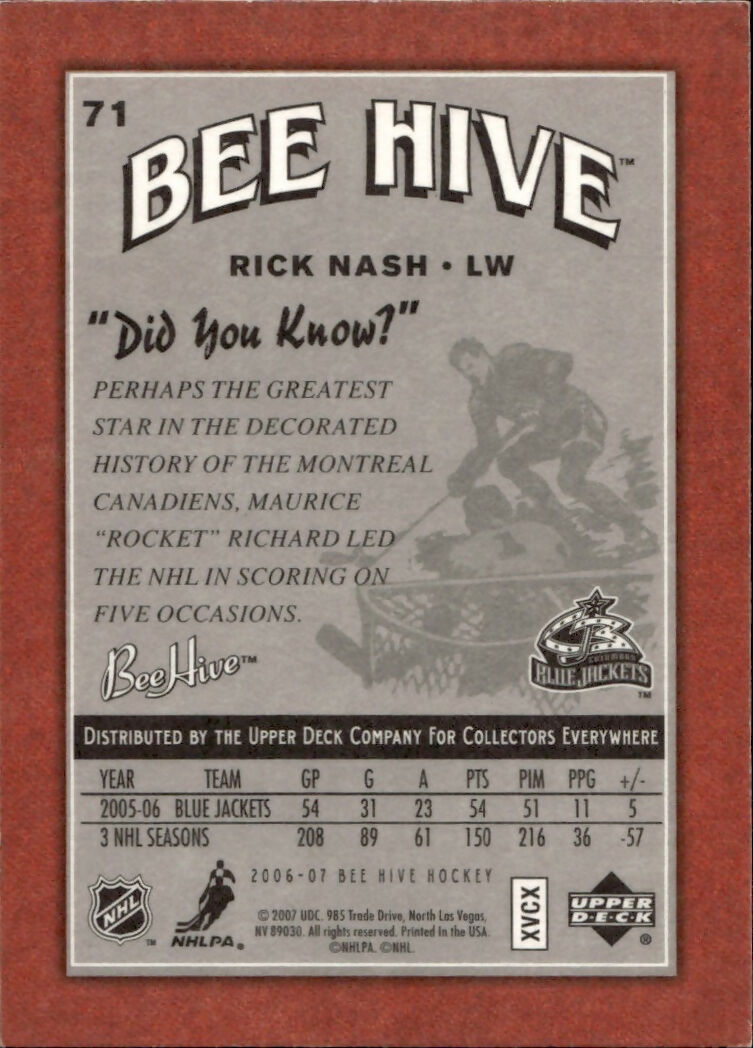 71
BEE HIVE™
RICK NASH • LW
"Did You Know?"
PERHAPS THE GREATEST
STAR IN THE DECORATED
HISTORY OF THE MONTREAL
CANADIENS, MAURICE
"ROCKET" RICHARD LED
THE NHL IN SCORING ON
FIVE OCCASIONS.
BeeHive™
COLUMBUS
BLUE JACKETS
TM
DISTRIBUTED BY THE UPPER DECK COMPANY FOR COLLECTORS EVERYWHERE
YEAR TEAM GP G A PTS PIM PPG +/-
2005-06 BLUE JACKETS 54 31 23 54 51 11 5
3 NHL SEASONS 208 89 61 150 216 36 -57
2006-07 BEE HIVE HOCKEY
NHL™
NHLPA®
© 2007 UDC. 985 Trade Drive, North Las Vegas,
NV 89030. All rights reserved. Printed in the USA.
©NHLPA. ©NHL.
XVCX
UPPER
D·E·C·K
®